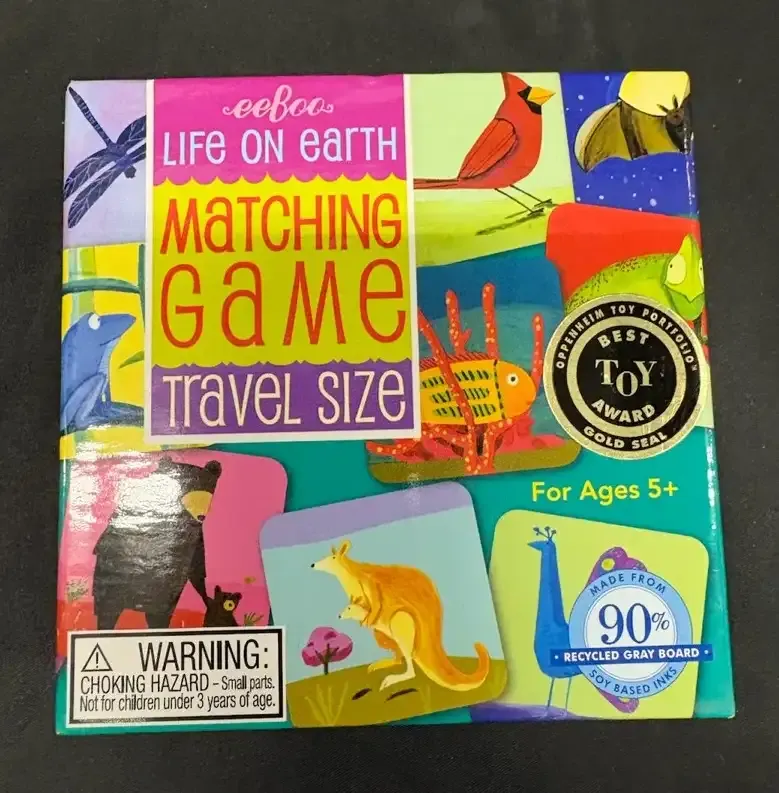 eeboo
LIFE ON earTH
MaTCHING
GaMe
TraVeL SIZE
OPPENHEIM TOY PORTFOLIO™
BEST
TOY
AWARD
GOLD SEAL
For Ages 5+
MADE FROM
90%
• RECYCLED GRAY BOARD •
SOY BASED INKS
WARNING:
CHOKING HAZARD – Small parts.
Not for children under 3 years of age.